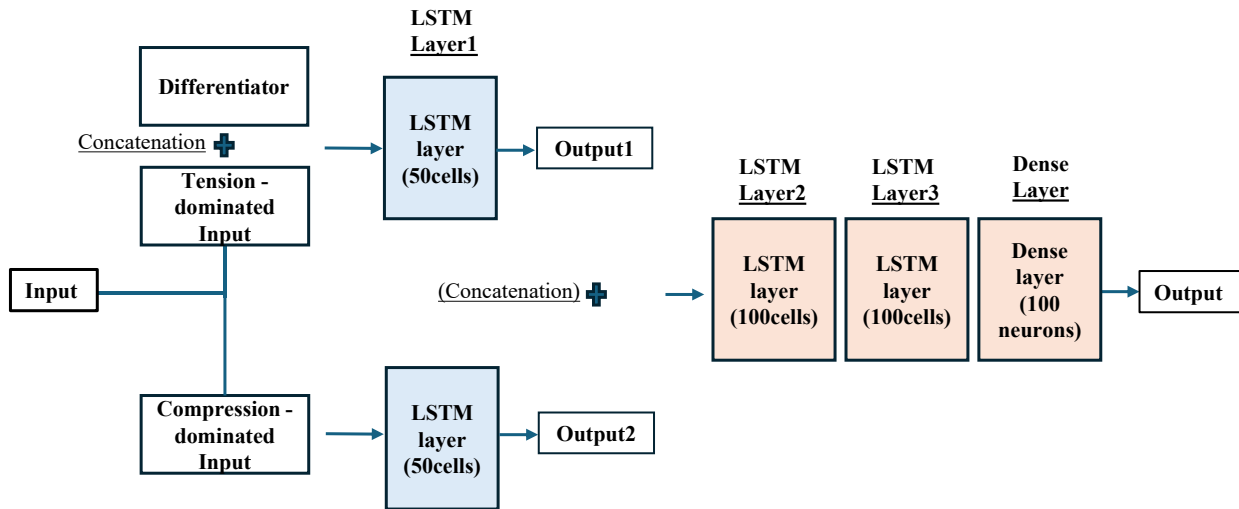 LSTM
Layer1
Differentiator
Concatenation
LSTM
layer
(50cells)
Output1
Tension -
dominated
Input
Input
(Concatenation)
LSTM
Layer2
LSTM
Layer3
Dense
Layer
LSTM
layer
(100cells)
LSTM
layer
(100cells)
Dense
layer
(100
neurons)
Output
Compression -
dominated
Input
LSTM
layer
(50cells)
Output2